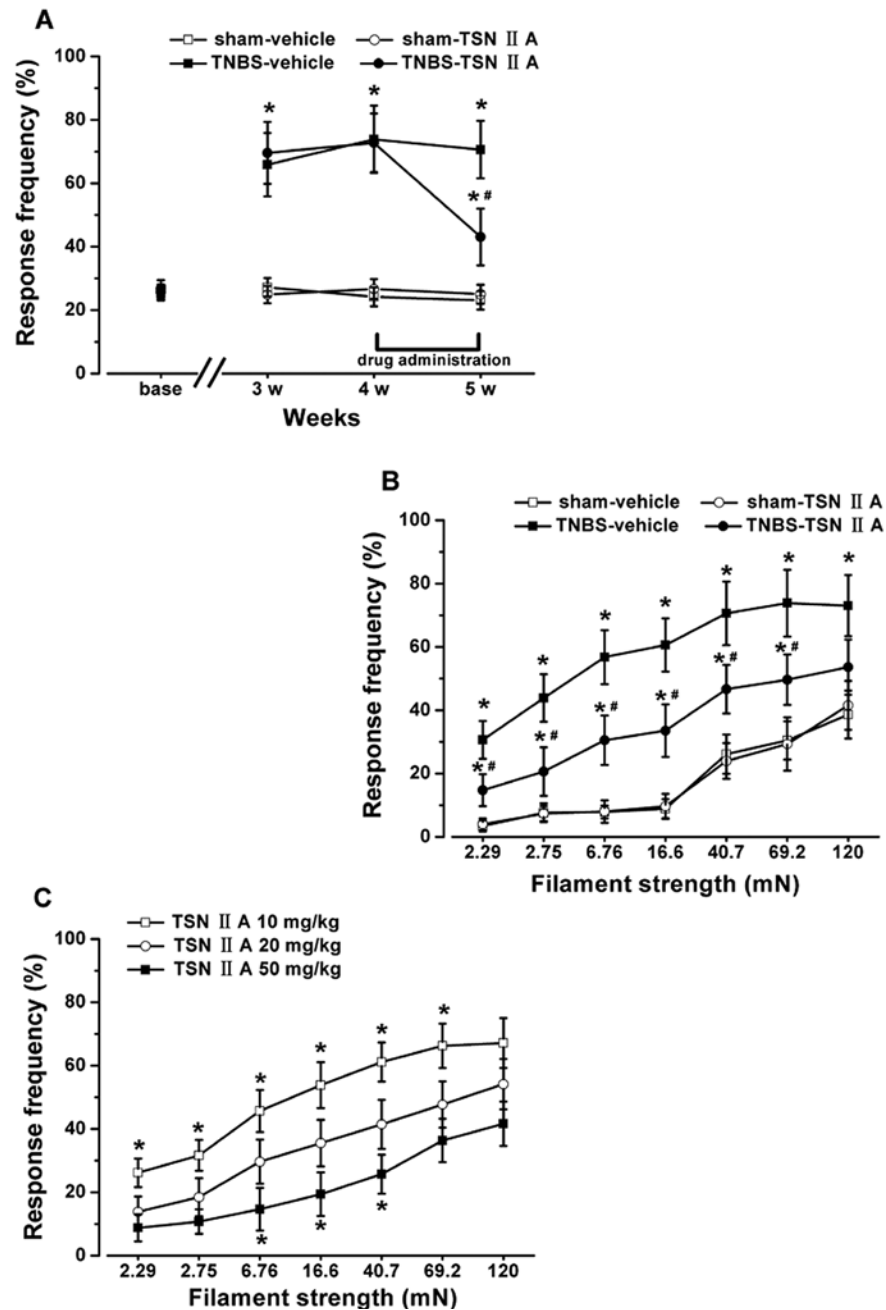 A
sham-vehicle sham-TSN Ⅱ A
TNBS-vehicle TNBS-TSN Ⅱ A
Response frequency (%)
100
80
60
40
20
0
* * *
*#
drug administration
base 3 w 4 w 5 w
Weeks
B
sham-vehicle sham-TSN Ⅱ A
TNBS-vehicle TNBS-TSN Ⅱ A
Response frequency (%)
100
80
60
40
20
0
* * * * * * *
*# *# *# *# *# *#
2.29 2.75 6.76 16.6 40.7 69.2 120
Filament strength (mN)
C
TSN Ⅱ A 10 mg/kg
TSN Ⅱ A 20 mg/kg
TSN Ⅱ A 50 mg/kg
Response frequency (%)
100
80
60
40
20
0
* * * * * *
* * *
2.29 2.75 6.76 16.6 40.7 69.2 120
Filament strength (mN)